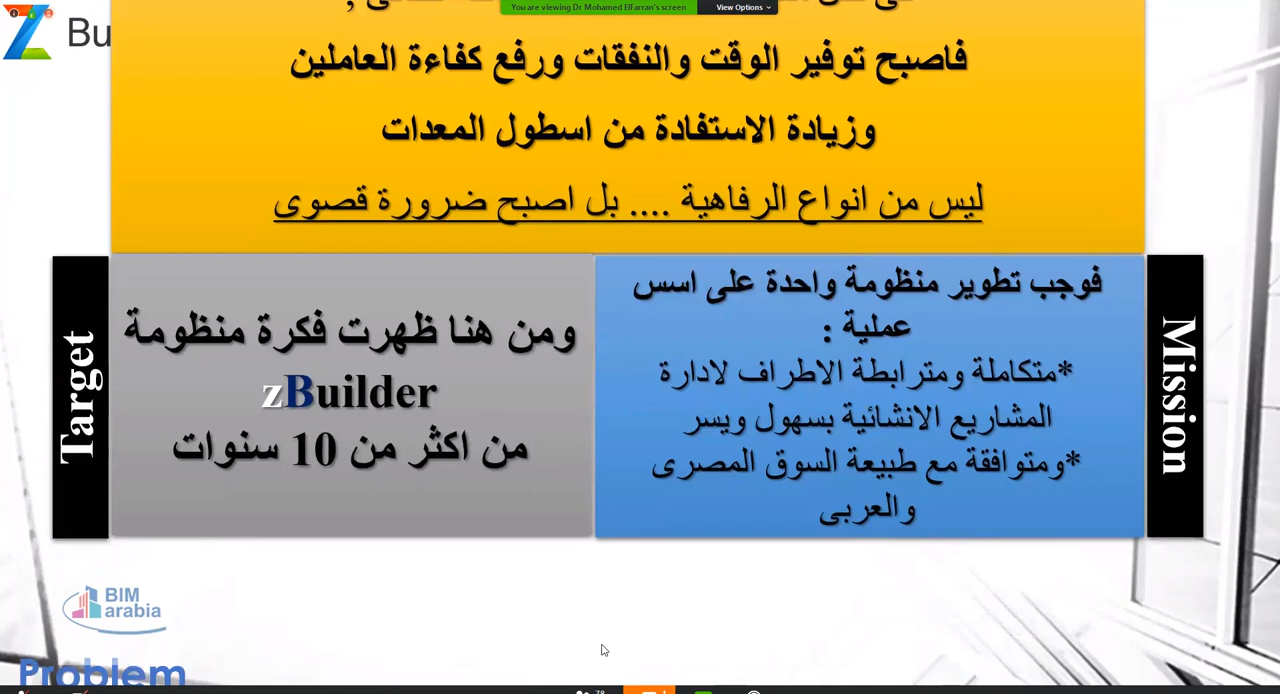 You are viewing Dr Mohamed ElFarran's screen
View Options
Bu
فاصبح توفير الوقت والنفقات ورفع كفاءة العاملين
وزيادة الاستفادة من اسطول المعدات
ليس من انواع الرفاهية .... بل اصبح ضرورة قصوى
Mission
فوجب تطوير منظومة واحدة على اسس
عملية :
*متكاملة ومترابطة الاطراف لادارة
المشاريع الانشائية بسهول ويسر
*ومتوافقة مع طبيعة السوق المصرى
والعربى
Target
ومن هنا ظهرت فكرة منظومة
zBuilder
من اكثر من 10 سنوات
BIM
arabia
Problem
78
1